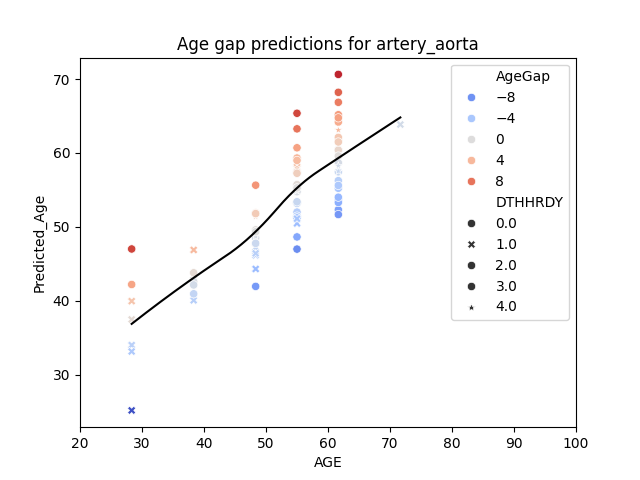 Age gap predictions for artery_aorta
Predicted_Age
70
60
50
40
30
20 30 40 50 60 70 80 90 100
AGE
AgeGap
−8
−4
0
4
8
DTHHRDY
0.0
1.0
2.0
3.0
4.0